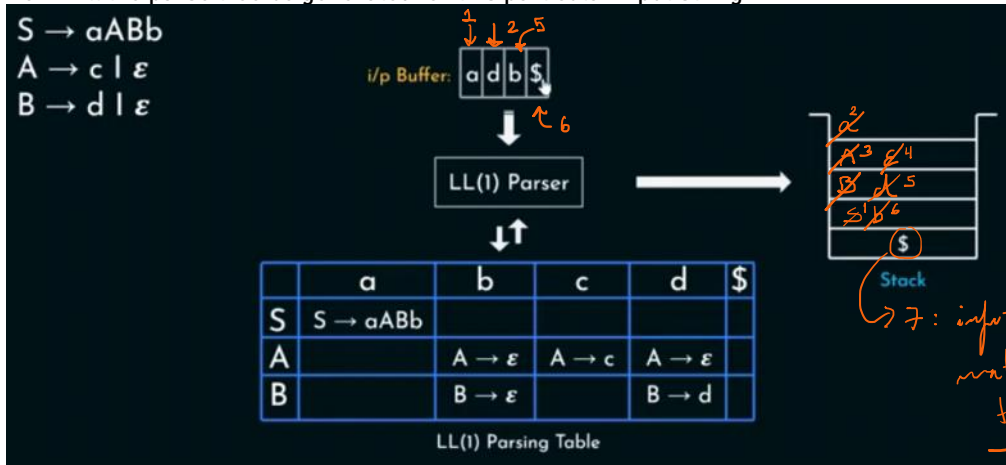 S → aABb
A → c | ε
B → d | ε
1 2 5
i/p Buffer: a d b $
6
LL(1) Parser
a 2
A 3 ε 4
B d 5
S 1 b 6
$
Stack
7 :
a b c d $
S S → aABb
A A → ε A → c A → ε
B B → ε B → d
LL(1) Parsing Table